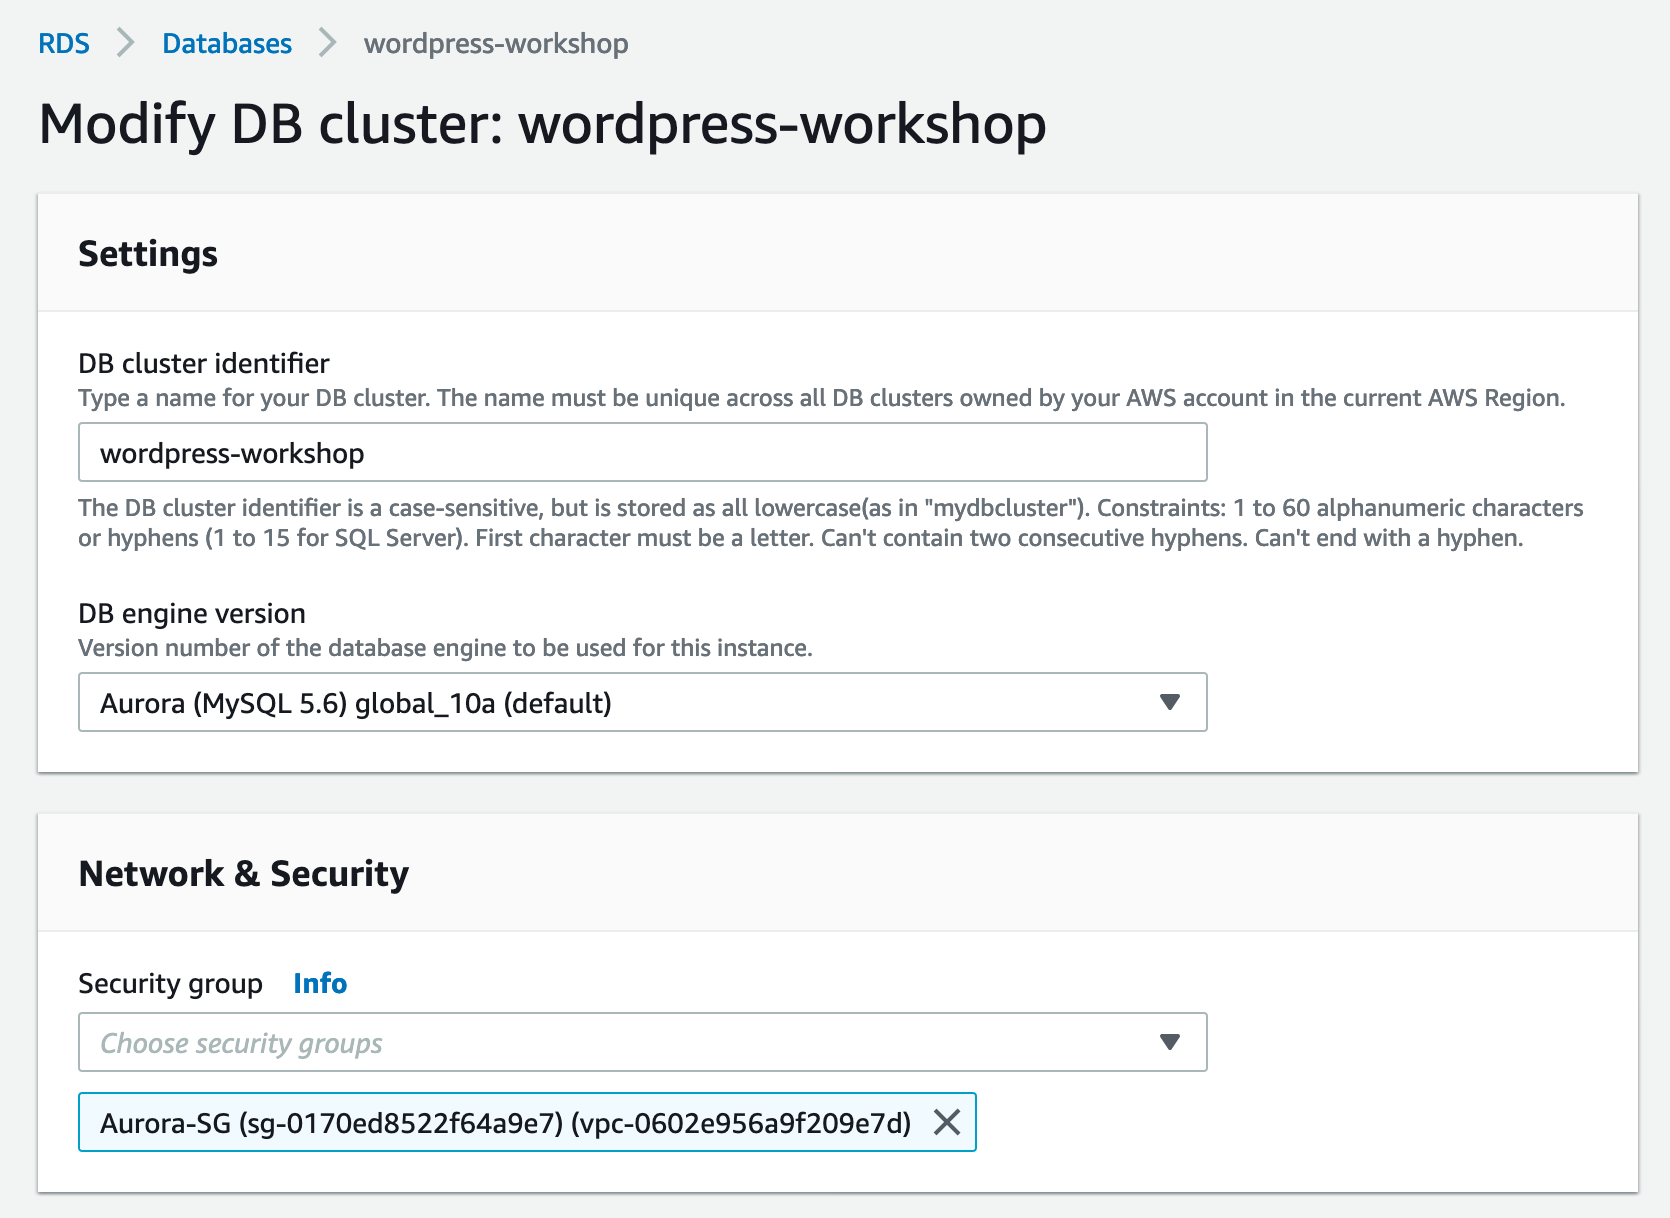 RDS > Databases > wordpress-workshop
Modify DB cluster: wordpress-workshop
Settings
DB cluster identifier
Type a name for your DB cluster. The name must be unique across all DB clusters owned by your AWS account in the current AWS Region.
wordpress-workshop
The DB cluster identifier is a case-sensitive, but is stored as all lowercase(as in "mydbcluster"). Constraints: 1 to 60 alphanumeric characters
or hyphens (1 to 15 for SQL Server). First character must be a letter. Can't contain two consecutive hyphens. Can't end with a hyphen.
DB engine version
Version number of the database engine to be used for this instance.
Aurora (MySQL 5.6) global_10a (default)
Network & Security
Security group Info
Choose security groups
Aurora-SG (sg-0170ed8522f64a9e7) (vpc-0602e956a9f209e7d)